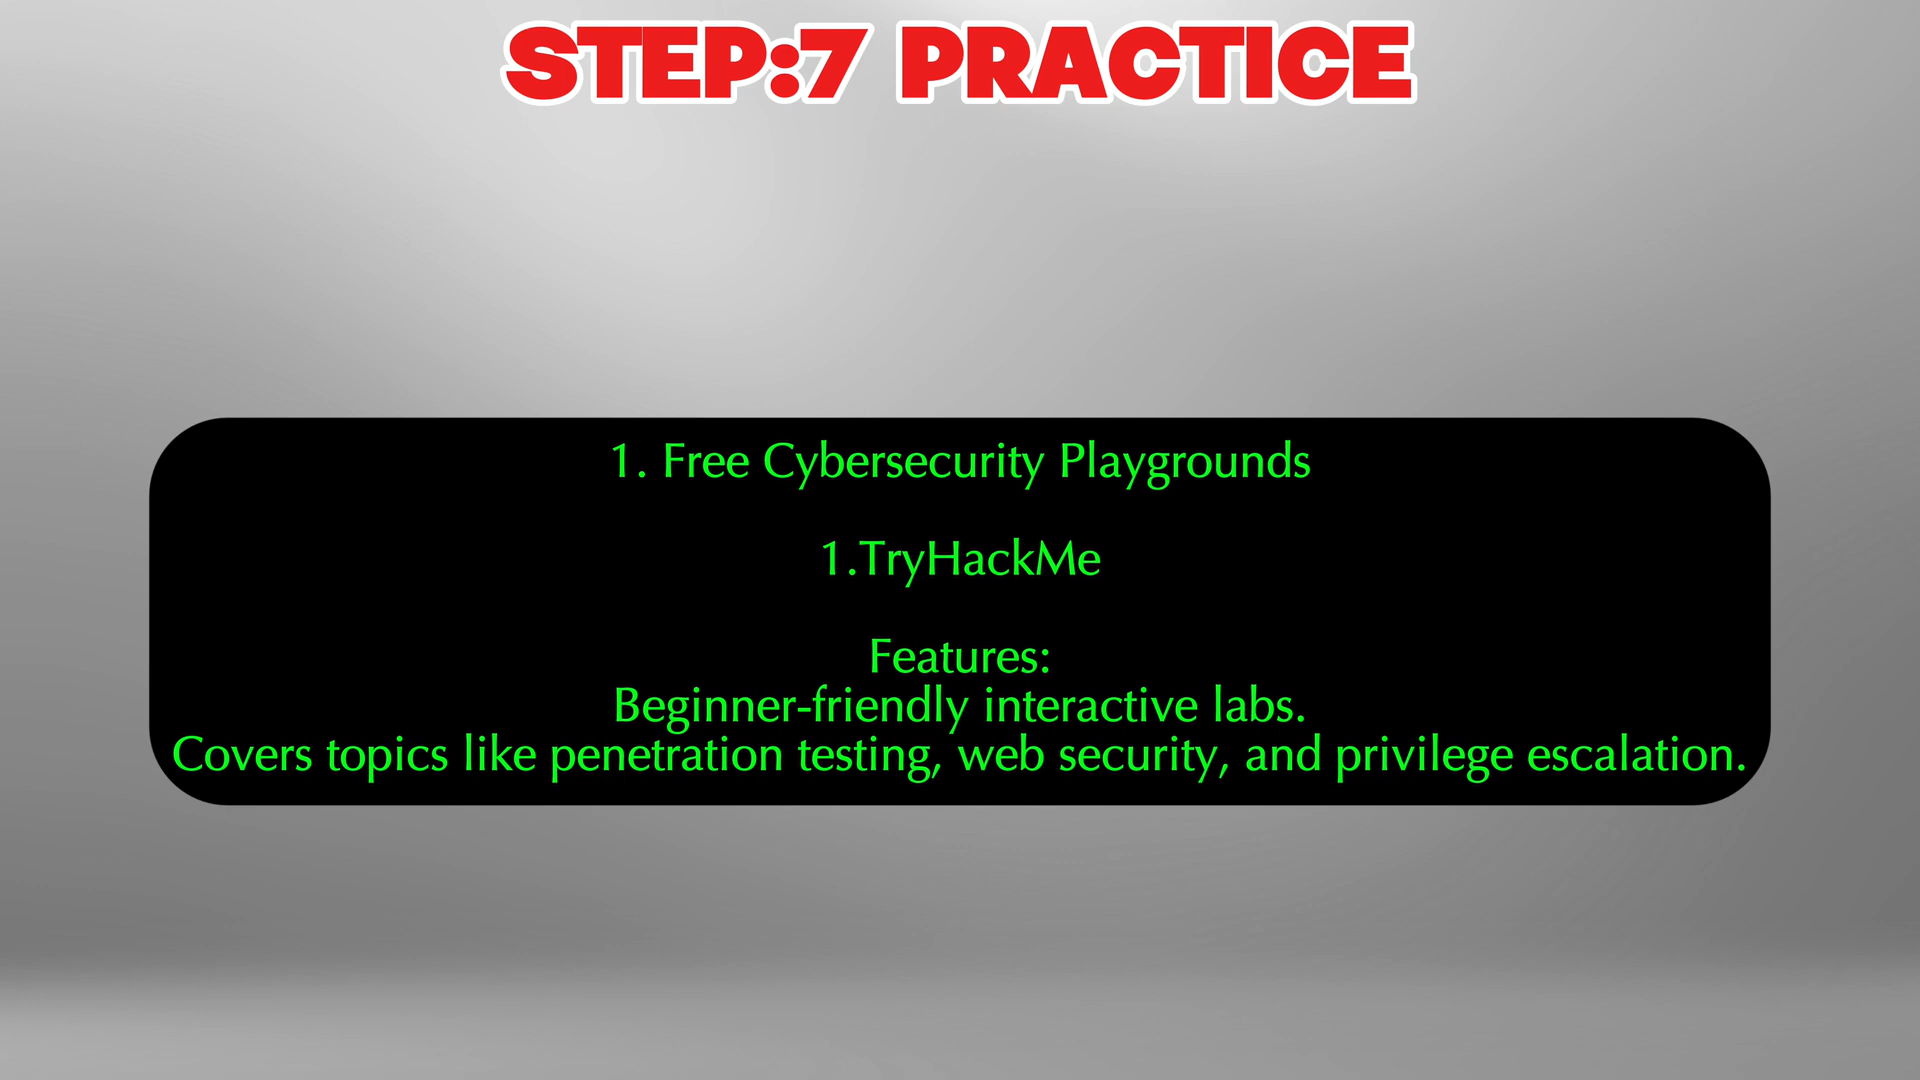 STEP:7 PRACTICE
1. Free Cybersecurity Playgrounds
1.TryHackMe
Features:
Beginner-friendly interactive labs.
Covers topics like penetration testing, web security, and privilege escalation.